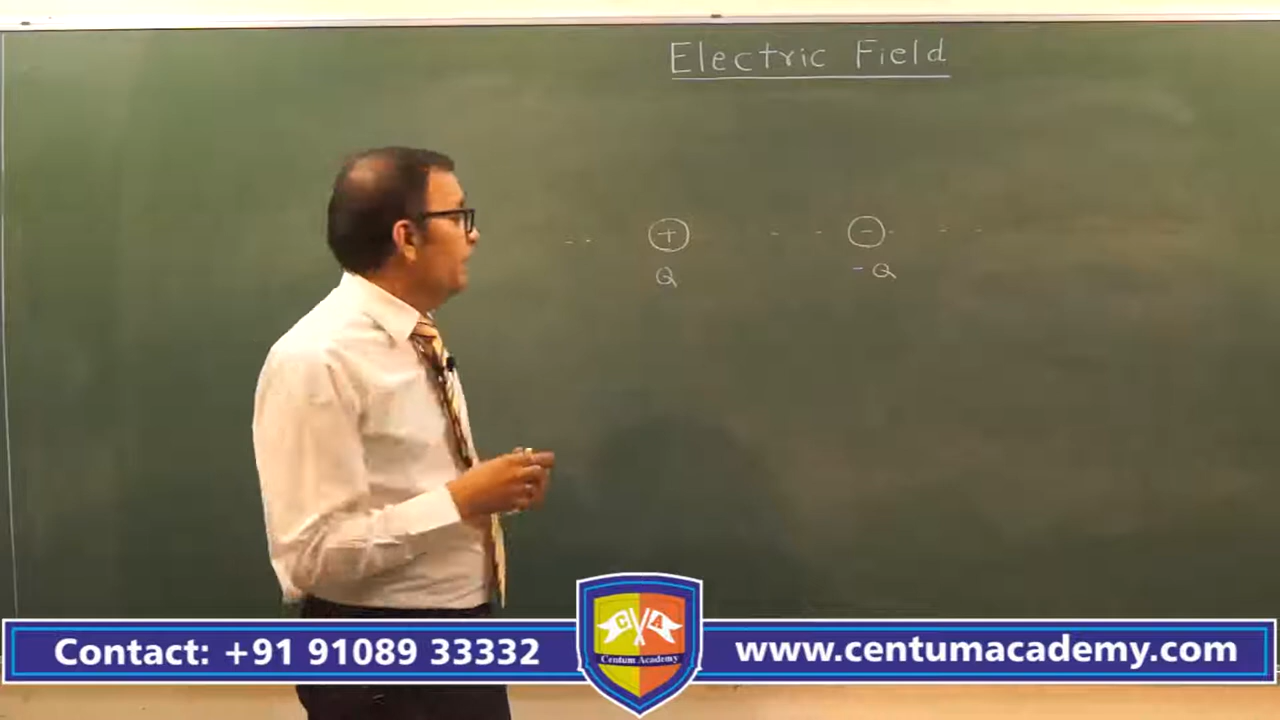 Electric Field
+ -
Q -Q
Contact: +91 91089 33332
C A
Centum Academy
www.centumacademy.com